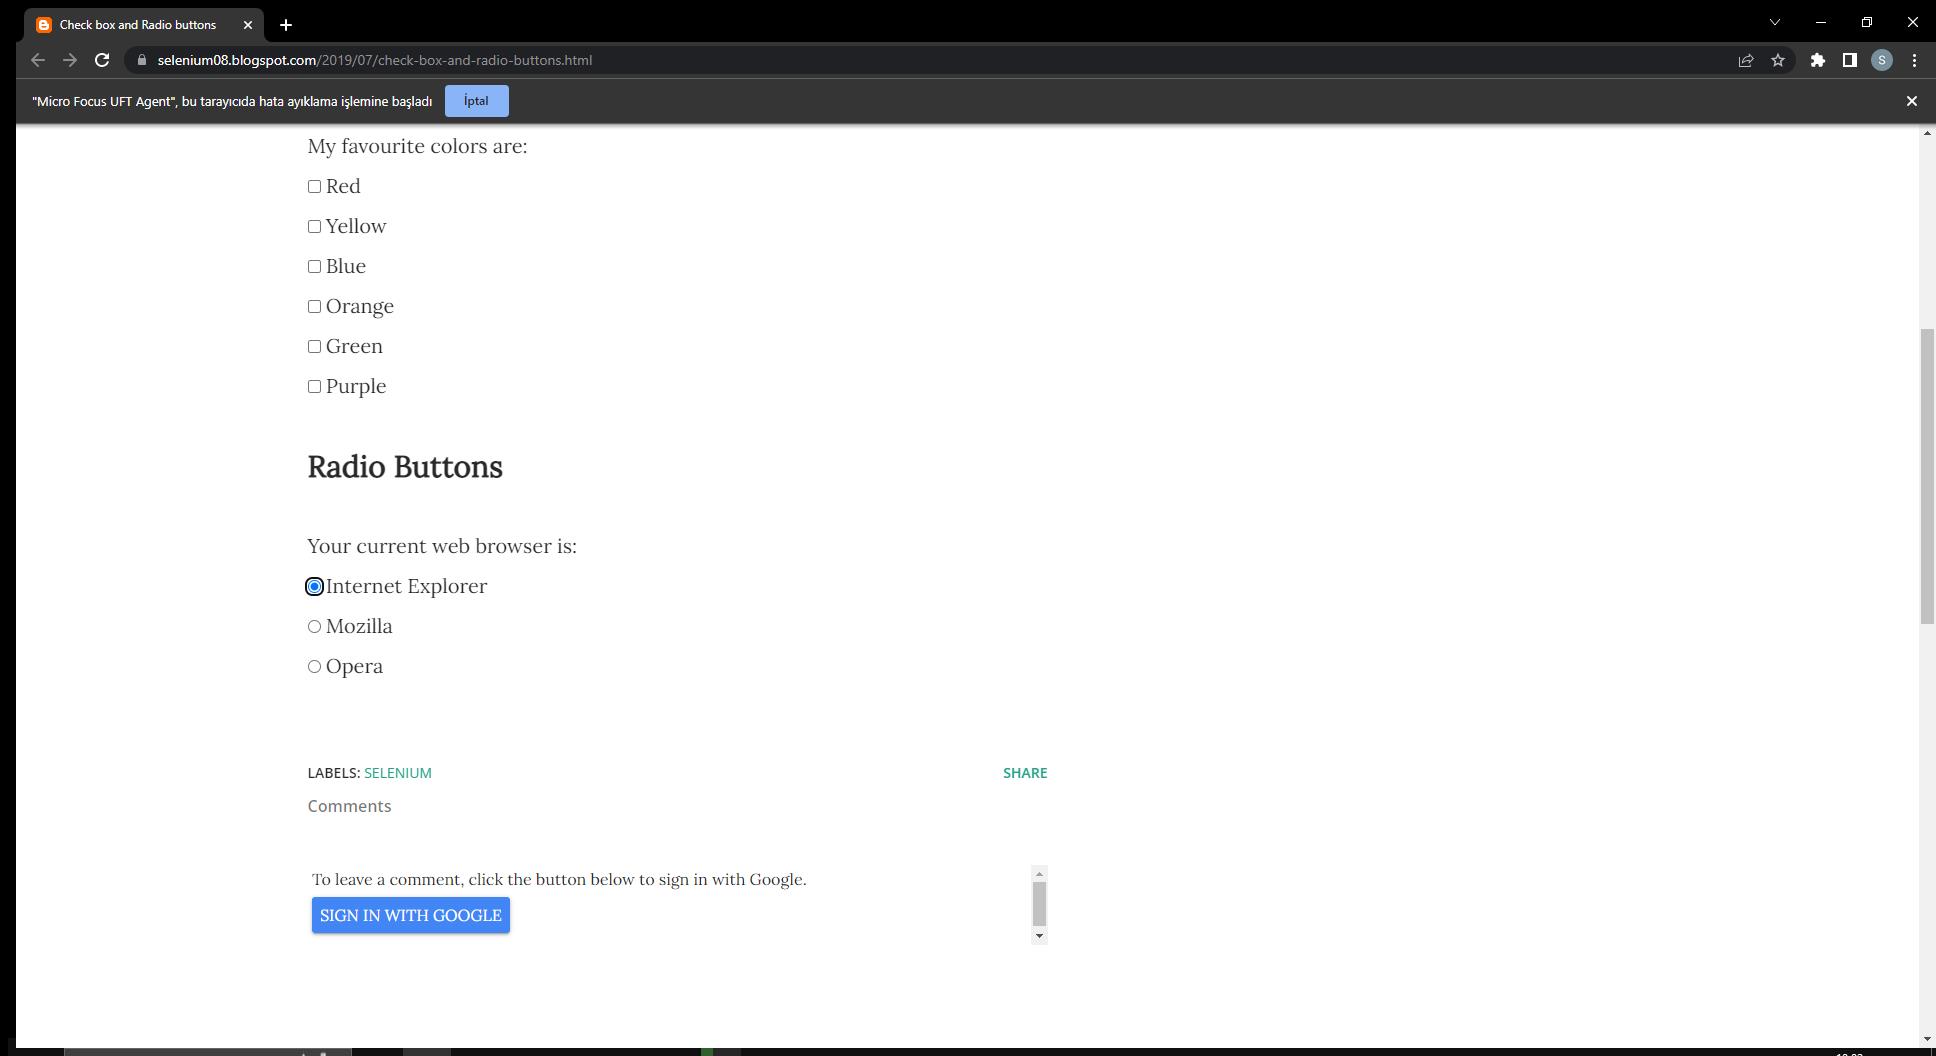 Check box and Radio buttons
selenium08.blogspot.com/2019/07/check-box-and-radio-buttons.html
S
"Micro Focus UFT Agent", bu tarayıcıda hata ayıklama işlemine başladı
İptal
My favourite colors are:
Red
Yellow
Blue
Orange
Green
Purple
Radio Buttons
Your current web browser is:
Internet Explorer
Mozilla
Opera
LABELS: SELENIUM
SHARE
Comments
To leave a comment, click the button below to sign in with Google.
SIGN IN WITH GOOGLE